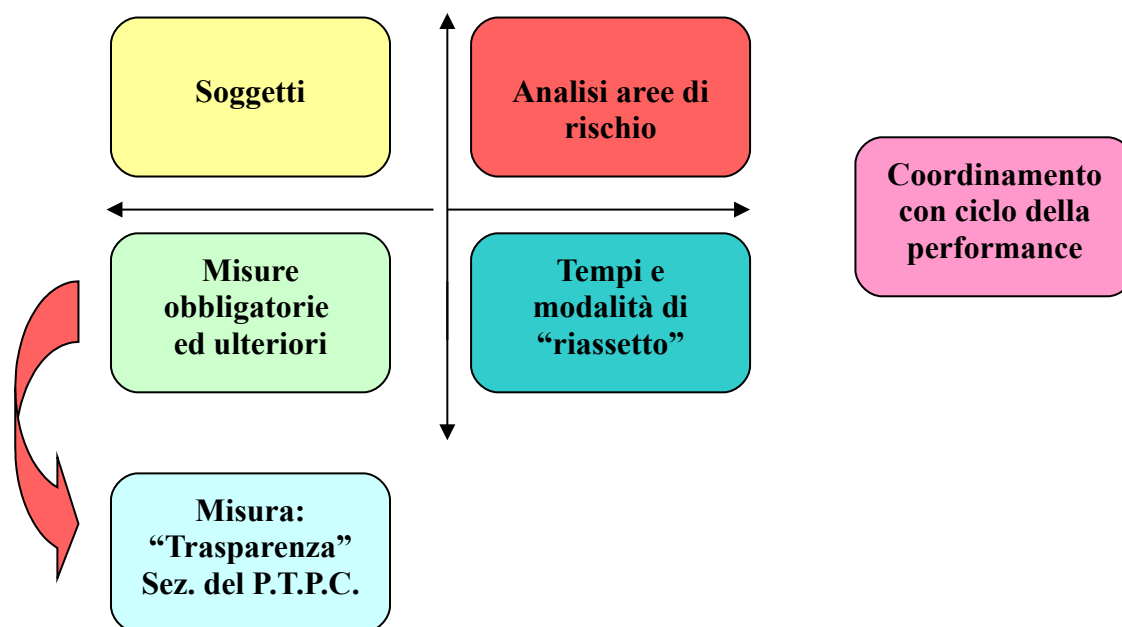 Soggetti
Analisi aree di
rischio
Coordinamento
con ciclo della
performance
Misure
obbligatorie
ed ulteriori
Tempi e
modalità di
“riassetto”
Misura:
“Trasparenza”
Sez. del P.T.P.C.